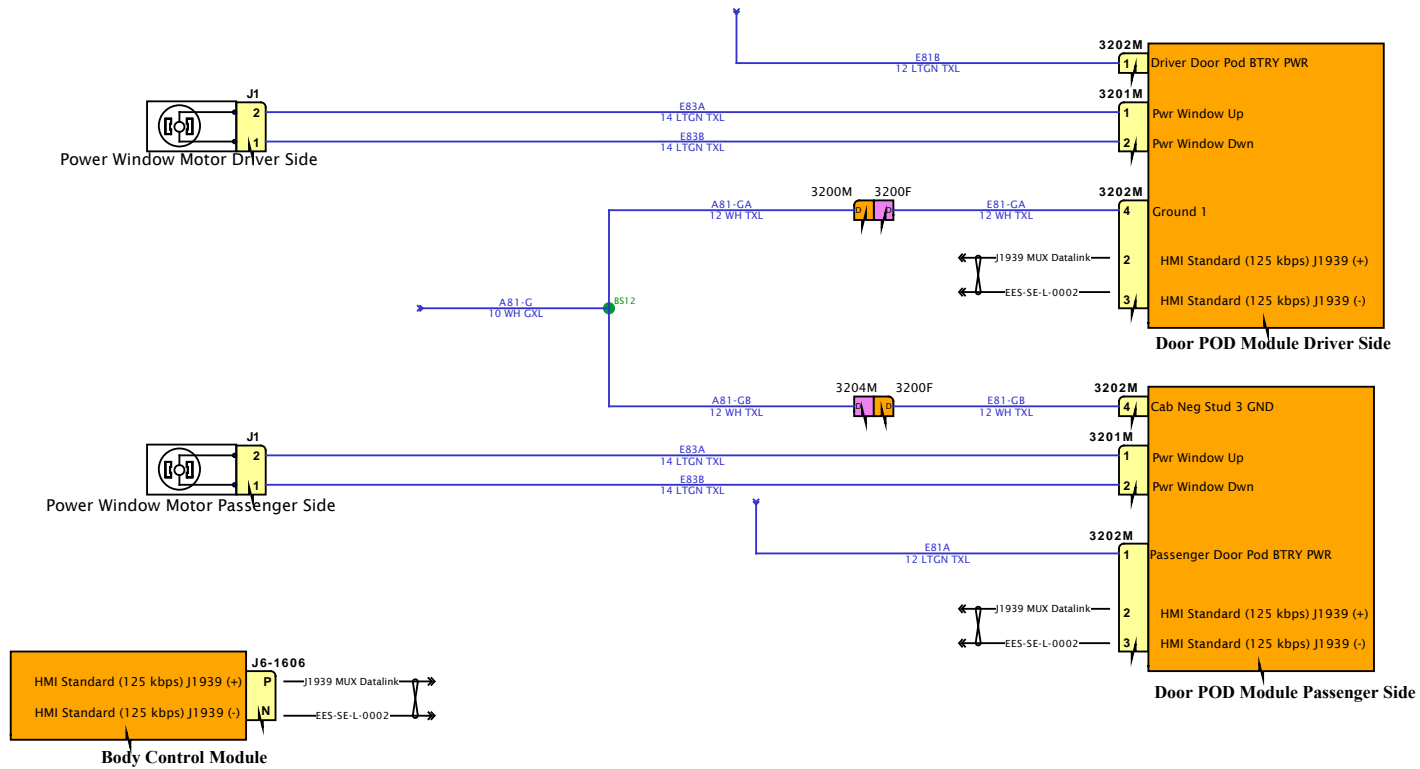 E81B
12 LTGN TXL
3202M
1
Driver Door Pod BTRY PWR
J1
2
1
Power Window Motor Driver Side
E83A
14 LTGN TXL
E83B
14 LTGN TXL
3201M
1
Pwr Window Up
2
Pwr Window Dwn
A81-GA
12 WH TXL
3200M
3200F
D
D
E81-GA
12 WH TXL
3202M
4
Ground 1
J1939 MUX Datalink
EES-SE-L-0002
2
HMI Standard (125 kbps) J1939 (+)
3
HMI Standard (125 kbps) J1939 (-)
Door POD Module Driver Side
A81-G
10 WH GXL
BS12
A81-GB
12 WH TXL
3204M
3200F
D
D
E81-GB
12 WH TXL
3202M
4
Cab Neg Stud 3 GND
J1
2
1
Power Window Motor Passenger Side
E83A
14 LTGN TXL
E83B
14 LTGN TXL
3201M
1
Pwr Window Up
2
Pwr Window Dwn
E81A
12 LTGN TXL
3202M
1
Passenger Door Pod BTRY PWR
J1939 MUX Datalink
EES-SE-L-0002
2
HMI Standard (125 kbps) J1939 (+)
3
HMI Standard (125 kbps) J1939 (-)
Door POD Module Passenger Side
J6-1606
HMI Standard (125 kbps) J1939 (+)
P
J1939 MUX Datalink
HMI Standard (125 kbps) J1939 (-)
N
EES-SE-L-0002
Body Control Module